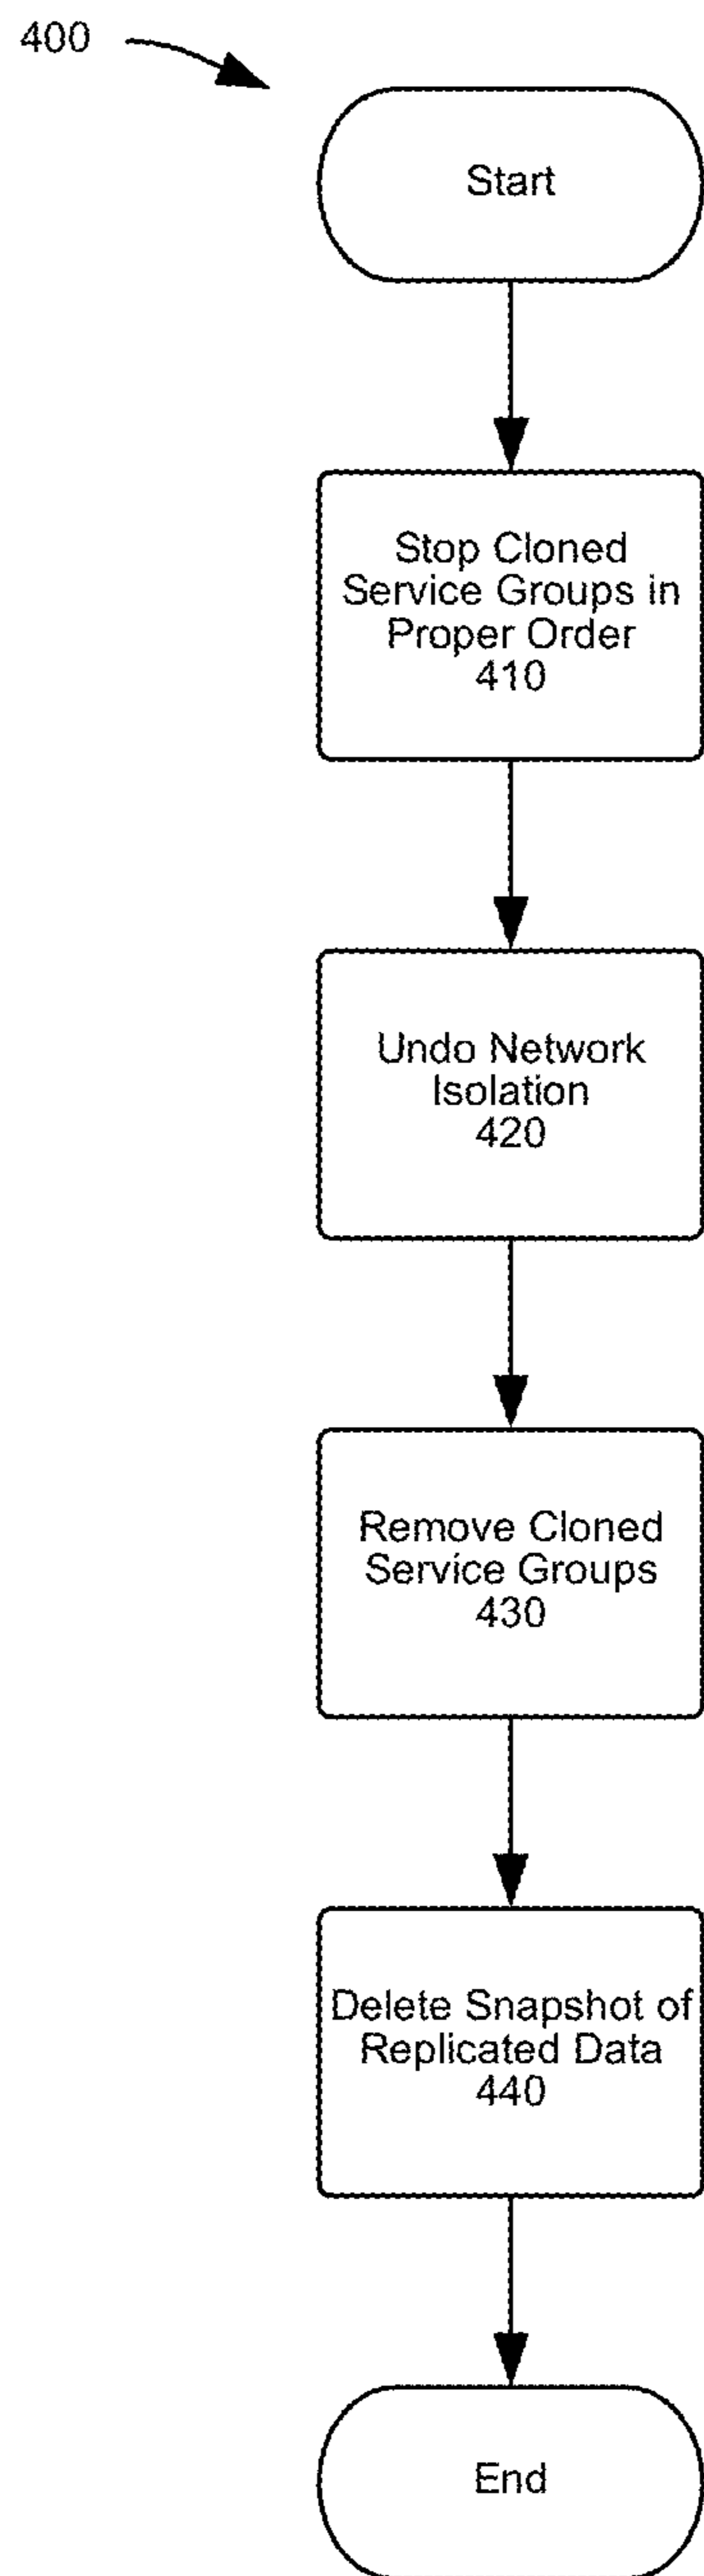 400
Start
Stop Cloned
Service Groups in
Proper Order
410
Undo Network
Isolation
420
Remove Cloned
Service Groups
430
Delete Snapshot of
Replicated Data
440
End